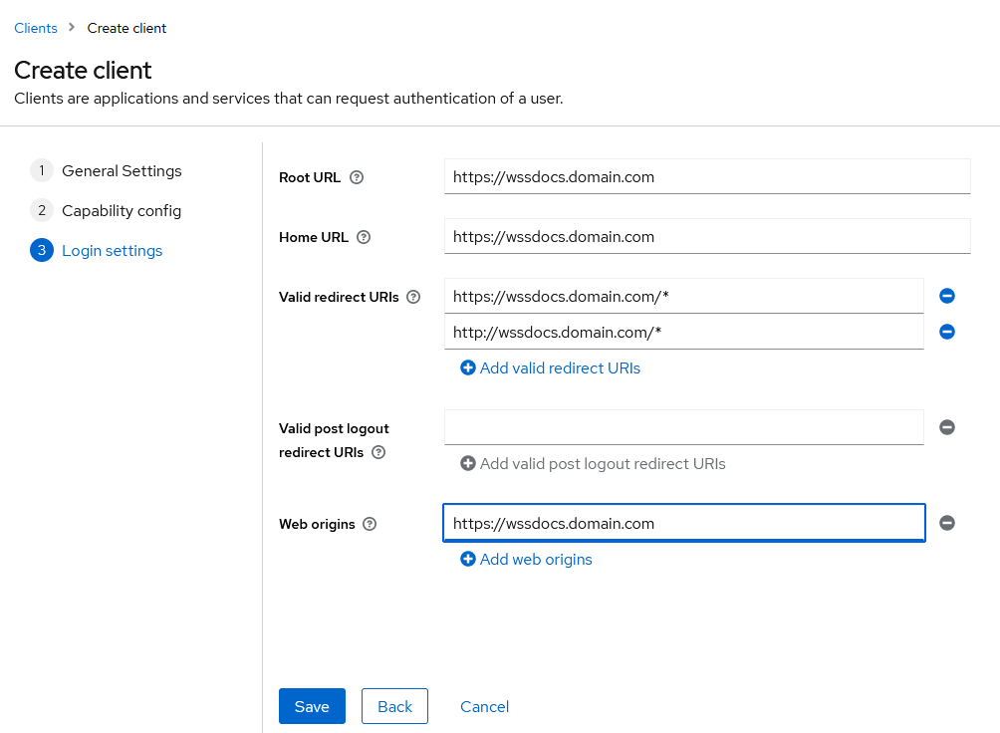 Clients > Create client
Create client
Clients are applications and services that can request authentication of a user.
1 General Settings
2 Capability config
3 Login settings
Root URL ?
https://wssdocs.domain.com
Home URL ?
https://wssdocs.domain.com
Valid redirect URIs ?
https://wssdocs.domain.com/*
http://wssdocs.domain.com/*
Add valid redirect URIs
Valid post logout
redirect URIs ?
Add valid post logout redirect URIs
Web origins ?
https://wssdocs.domain.com
Add web origins
Save Back Cancel